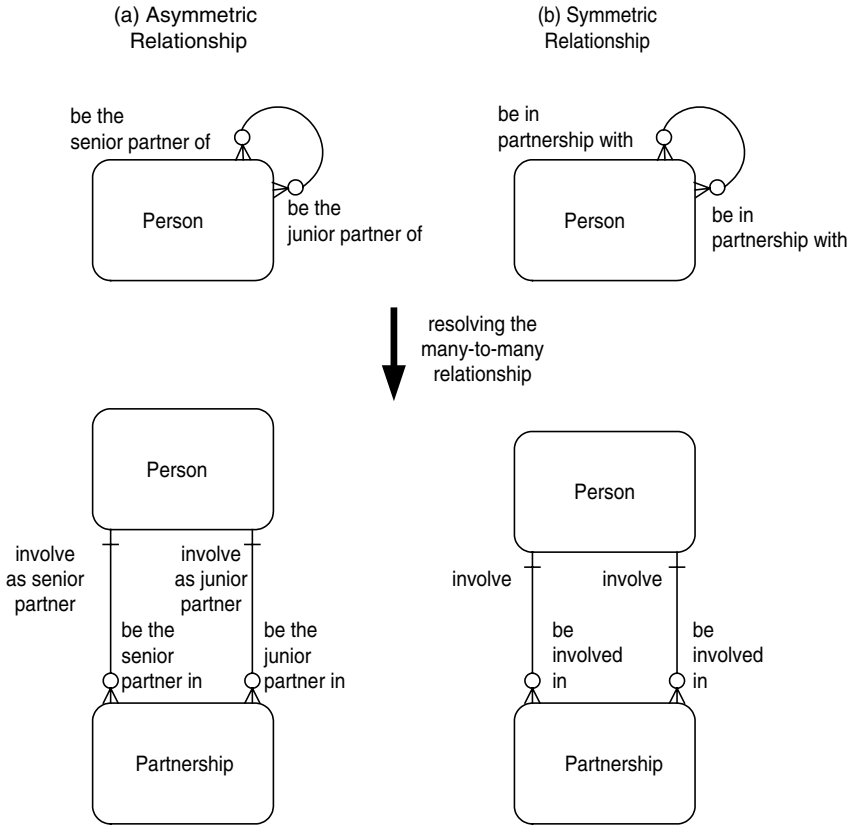 (a) Asymmetric
Relationship
(b) Symmetric
Relationship
be the
senior partner of
be in
partnership with
Person
be the
junior partner of
Person
be in
partnership with
resolving the
many-to-many
relationship
Person
Person
involve
as senior
partner
involve
as junior
partner
involve
involve
be the
senior
partner in
be the
junior
partner in
be
involved
in
be
involved
in
Partnership
Partnership